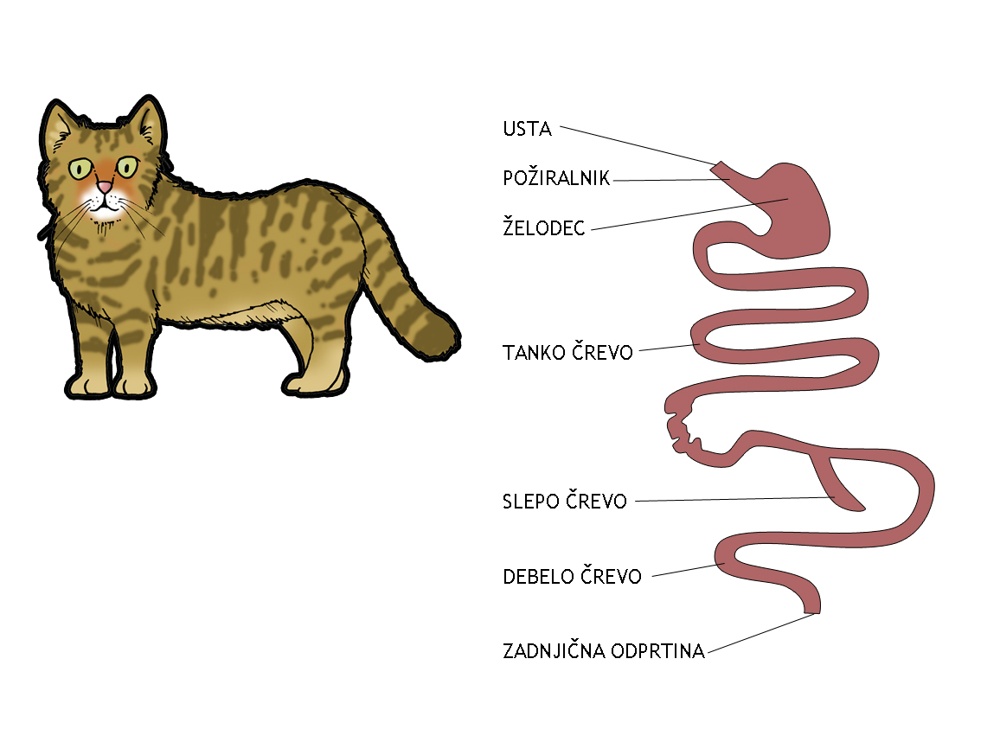 USTA
POŽIRALNIK
ŽELODEC
TANKO ČREVO
SLEPO ČREVO
DEBELO ČREVO
ZADNJIČNA ODPRTINA